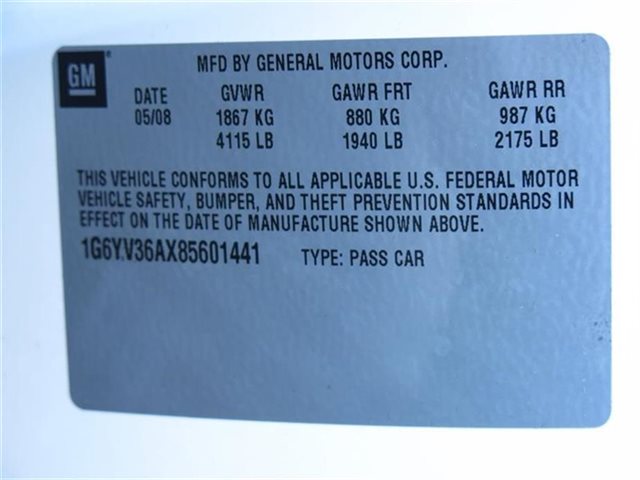 GM
MFD BY GENERAL MOTORS CORP.
DATE GVWR GAWR FRT GAWR RR
05/08 1867 KG 880 KG 987 KG
4115 LB 1940 LB 2175 LB
THIS VEHICLE CONFORMS TO ALL APPLICABLE U.S. FEDERAL MOTOR
VEHICLE SAFETY, BUMPER, AND THEFT PREVENTION STANDARDS IN
EFFECT ON THE DATE OF MANUFACTURE SHOWN ABOVE.
1G6YV36AX85601441 TYPE: PASS CAR